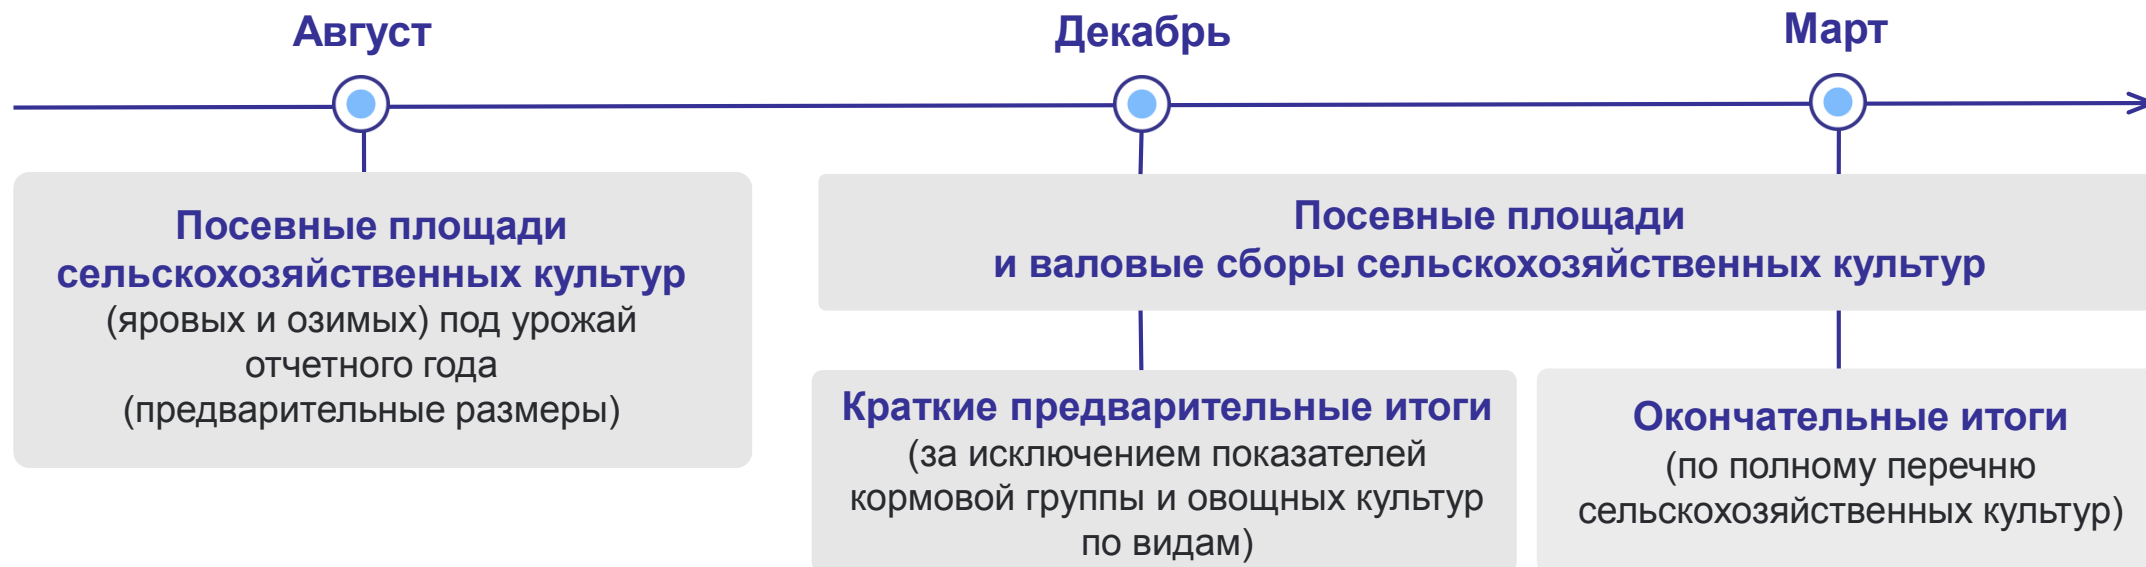 Август
Посевные площади
сельскохозяйственных культур
(яровых и озимых) под урожай
отчетного года
(предварительные размеры)
Декабрь
Март
Посевные площади
и валовые сборы сельскохозяйственных культур
Краткие предварительные итоги
(за исключением показателей
кормовой группы и овощных культур
по видам)
Окончательные итоги
(по полному перечню
сельскохозяйственных культур)